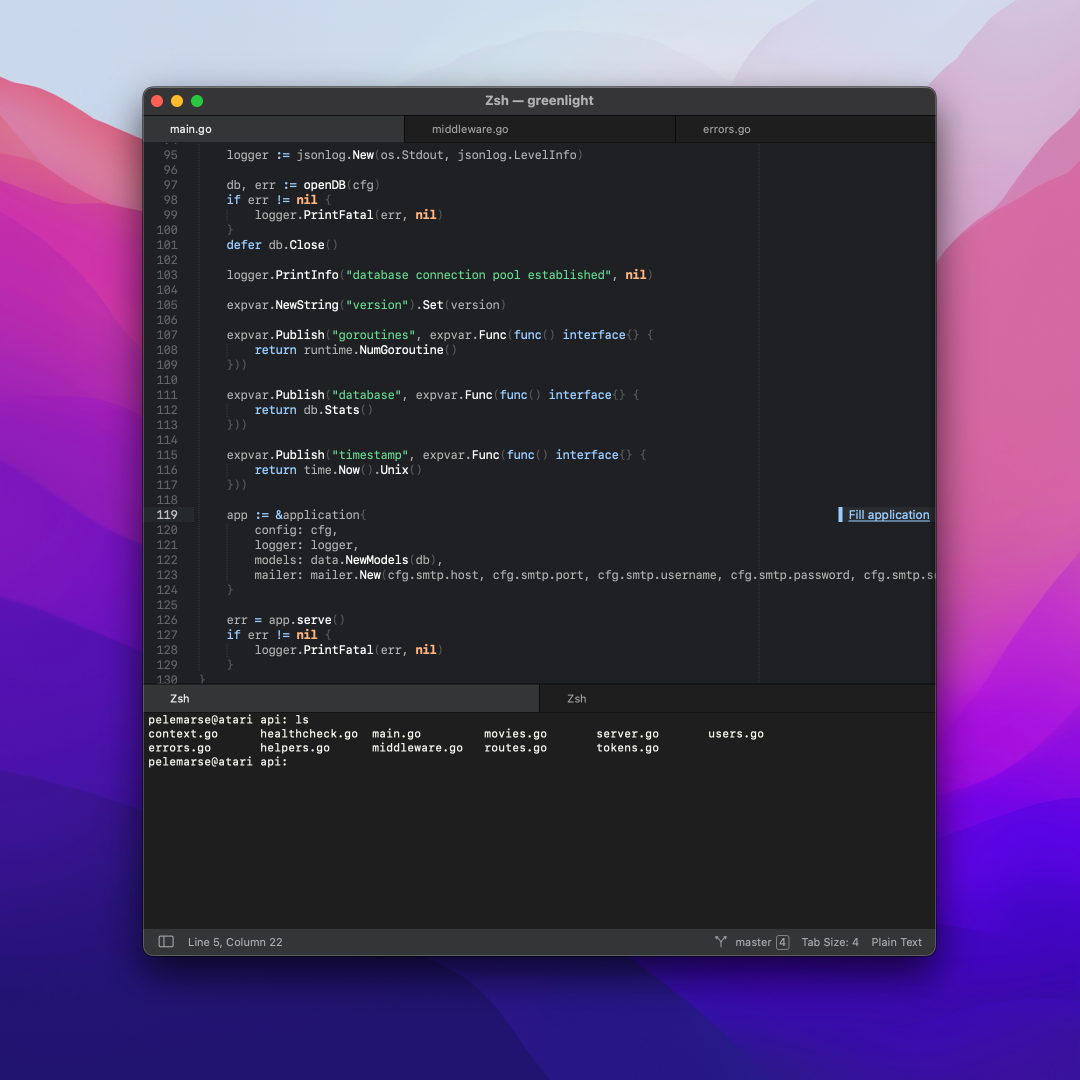 Zsh — greenlight
main.go middleware.go errors.go
95 logger := jsonlog.New(os.Stdout, jsonlog.LevelInfo)
96
97 db, err := openDB(cfg)
98 if err != nil {
99 logger.PrintFatal(err, nil)
100 }
101 defer db.Close()
102
103 logger.PrintInfo("database connection pool established", nil)
104
105 expvar.NewString("version").Set(version)
106
107 expvar.Publish("goroutines", expvar.Func(func() interface{} {
108 return runtime.NumGoroutine()
109 }))
110
111 expvar.Publish("database", expvar.Func(func() interface{} {
112 return db.Stats()
113 }))
114
115 expvar.Publish("timestamp", expvar.Func(func() interface{} {
116 return time.Now().Unix()
117 }))
118
119 app := &application{ Fill application
120 config: cfg,
121 logger: logger,
122 models: data.NewModels(db),
123 mailer: mailer.New(cfg.smtp.host, cfg.smtp.port, cfg.smtp.username, cfg.smtp.password, cfg.smtp.s
124 }
125
126 err = app.serve()
127 if err != nil {
128 logger.PrintFatal(err, nil)
129 }
130 }
Zsh Zsh
pelemarse@atari api: ls
context.go healthcheck.go main.go movies.go server.go users.go
errors.go helpers.go middleware.go routes.go tokens.go
pelemarse@atari api:
Line 5, Column 22 master 4 Tab Size: 4 Plain Text